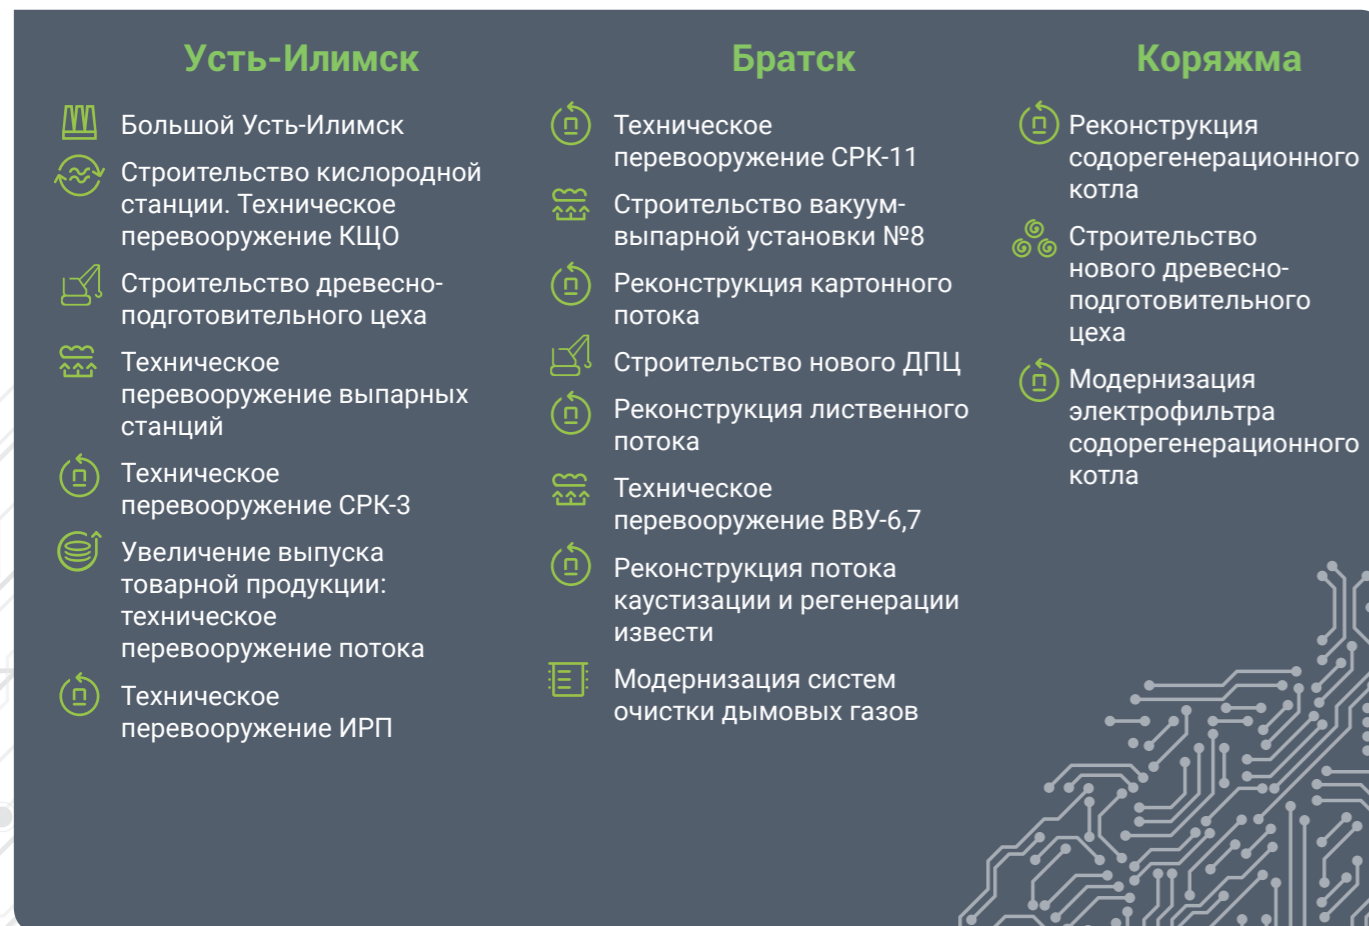 Усть-Илимск
Большой Усть-Илимск
Строительство кислородной
станции. Техническое
перевооружение КЩО
Строительство древесно-
подготовительного цеха
Техническое
перевооружение выпарных
станций
Техническое
перевооружение СРК-3
Увеличение выпуска
товарной продукции:
техническое
перевооружение потока
Техническое
перевооружение ИРП
Братск
Техническое
перевооружение СРК-11
Строительство вакуум-
выпарной установки №8
Реконструкция картонного
потока
Строительство нового ДПЦ
Реконструкция лиственного
потока
Техническое
перевооружение ВВУ-6,7
Реконструкция потока
каустизации и регенерации
извести
Модернизация систем
очистки дымовых газов
Коряжма
Реконструкция
содорегенерационного
котла
Строительство
нового древесно-
подготовительного
цеха
Модернизация
электрофильтра
содорегенерационного
котла